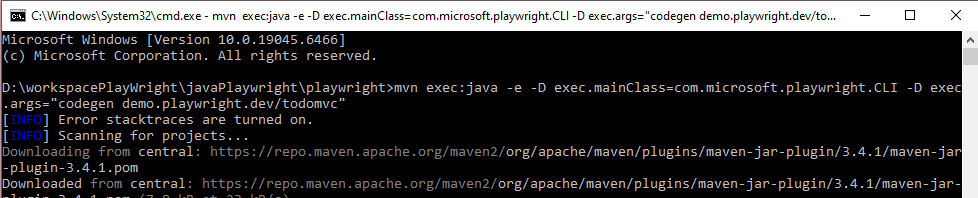 C:\Windows\System32\cmd.exe - mvn  exec:java -e -D exec.mainClass=com.microsoft.playwright.CLI -D exec.args="codegen demo.playwright.dev/to...
Microsoft Windows [Version 10.0.19045.6466]
(c) Microsoft Corporation. All rights reserved.
D:\workspacePlayWright\javaPlaywright\playwright>mvn exec:java -e -D exec.mainClass=com.microsoft.playwright.CLI -D exec
.args="codegen demo.playwright.dev/todomvc"
[INFO] Error stacktraces are turned on.
[INFO] Scanning for projects...
Downloading from central: https://repo.maven.apache.org/maven2/org/apache/maven/plugins/maven-jar-plugin/3.4.1/maven-jar
-plugin-3.4.1.pom
Downloaded from central: https://repo.maven.apache.org/maven2/org/apache/maven/plugins/maven-jar-plugin/3.4.1/maven-jar-